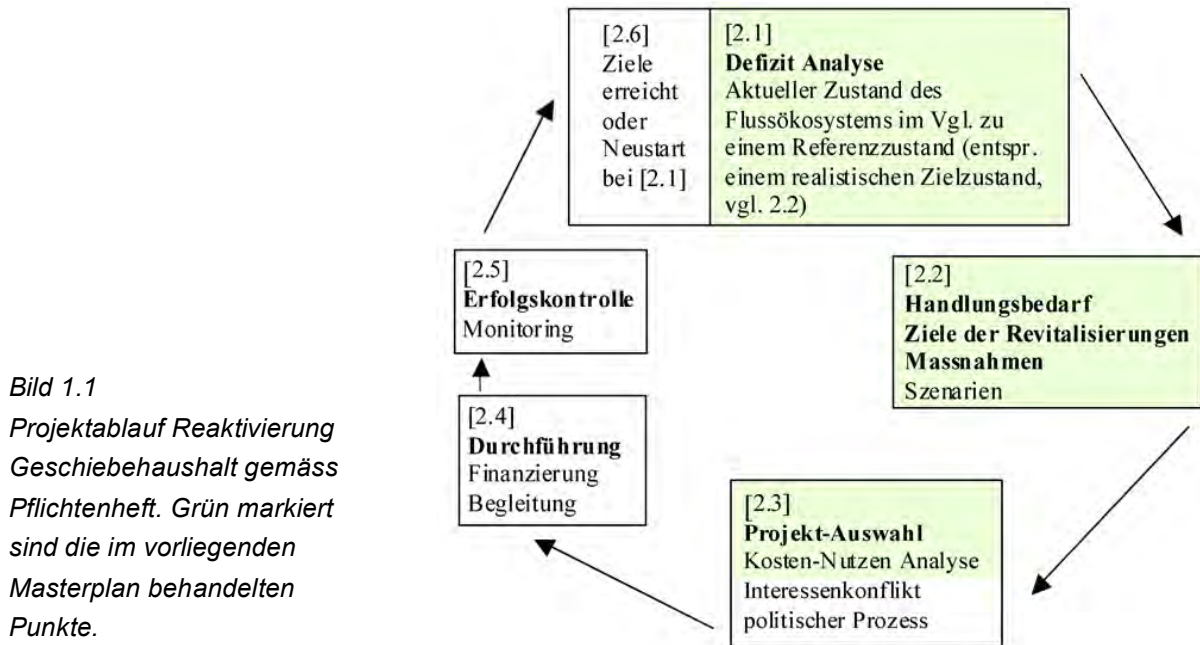 [2.6]
Ziele
erreicht
oder
Neustart
bei [2.1]
[2.1]
Defizit Analyse
Aktueller Zustand des
Flussökosystems im Vgl. zu
einem Referenzzustand (entspr.
einem realistischen Zielzustand,
vgl. 2.2)
[2.2]
Handlungsbedarf
Ziele der Revitalisierungen
Massnahmen
Szenarien
[2.3]
Projekt-Auswahl
Kosten-Nutzen Analyse
Interessenkonflikt
politischer Prozess
[2.4]
Durchführung
Finanzierung
Begleitung
[2.5]
Erfolgskontrolle
Monitoring
Bild 1.1
Projektablauf Reaktivierung
Geschiebehaushalt gemäss
Pflichtenheft. Grün markiert
sind die im vorliegenden
Masterplan behandelten
Punkte.